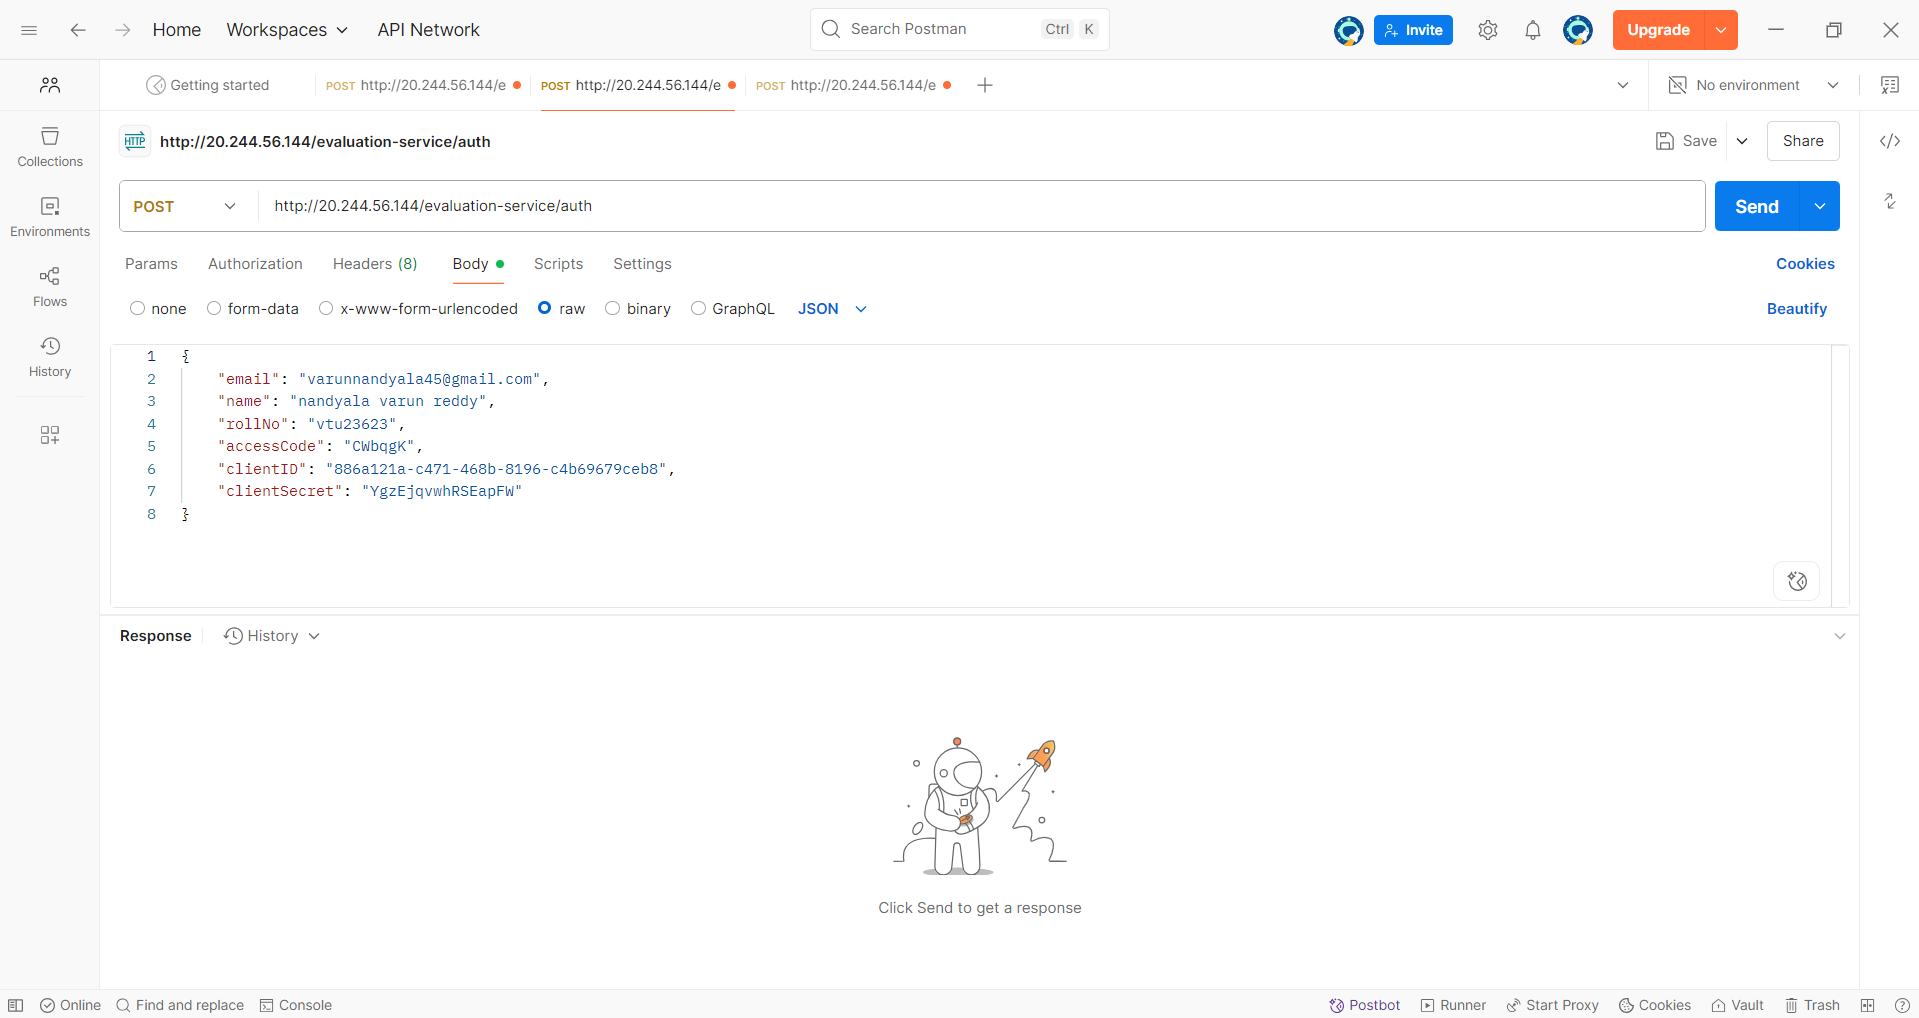 Home Workspaces API Network Search Postman Ctrl K Invite Upgrade
Getting started POST http://20.244.56.144/e POST http://20.244.56.144/e POST http://20.244.56.144/e No environment
HTTP http://20.244.56.144/evaluation-service/auth Save Share
Collections
POST http://20.244.56.144/evaluation-service/auth Send
Environments
Params Authorization Headers (8) Body Scripts Settings Cookies
Flows
none form-data x-www-form-urlencoded raw binary GraphQL JSON Beautify
History
1 {
2 "email": "varunnandyala45@gmail.com",
3 "name": "nandyala varun reddy",
4 "rollNo": "vtu23623",
5 "accessCode": "CWbqgK",
6 "clientID": "886a121a-c471-468b-8196-c4b69679ceb8",
7 "clientSecret": "YgzEjqvwhRSEapFW"
8 }
Response History
Click Send to get a response
Online Find and replace Console Postbot Runner Start Proxy Cookies Vault Trash